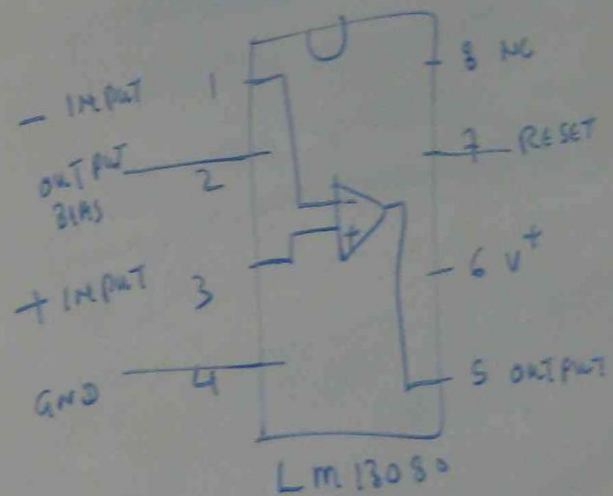 - INPUT 1
OUTPUT 2
BIAS
+ INPUT 3
GND 4
8 NC
7 RESET
6 V+
5 OUTPUT
- +
LM13080